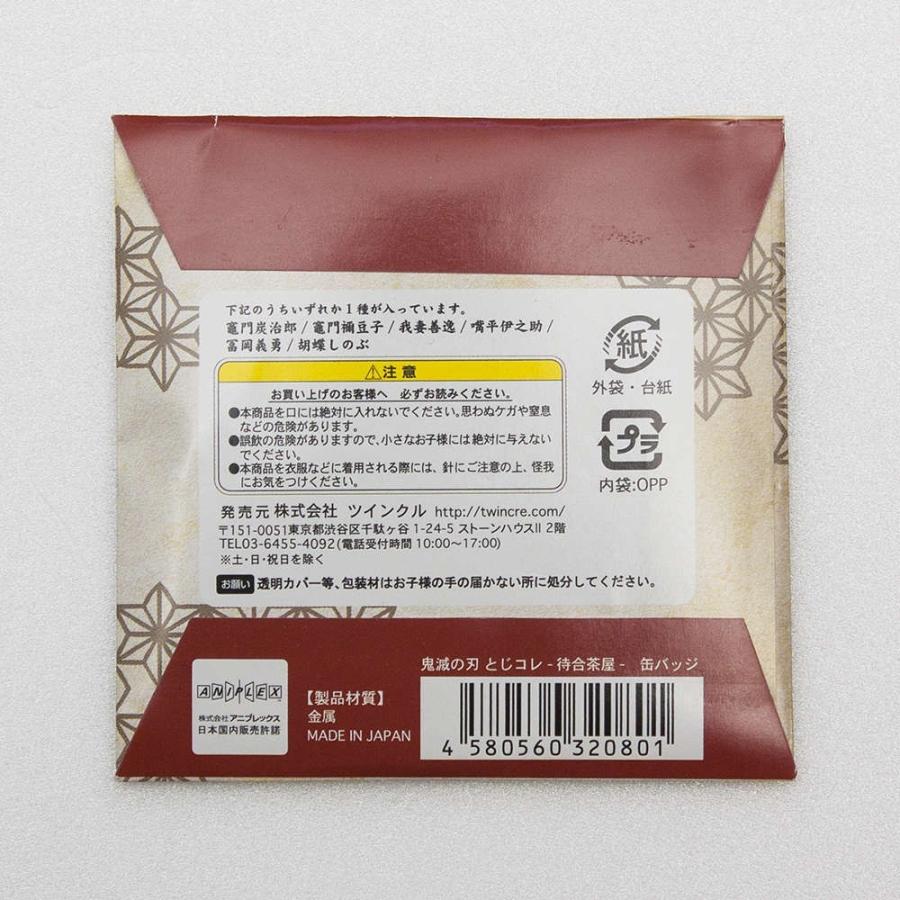 下記のうちいずれか1種が入っています。
竈門炭治郎/竈門禰豆子/我妻善逸/嘴平伊之助/
冨岡義勇/胡蝶しのぶ
紙
外袋・台紙
プラ
内袋:OPP
⚠注意
お買い上げのお客様へ 必ずお読みください。
●本商品を口には絶対に入れないでください。思わぬケガや窒息
などの危険があります。
●誤飲の危険がありますので、小さなお子様には絶対に与えない
でください。
●本商品を衣服などに着用される際には、針にご注意の上、怪我
にお気をつけください。
発売元 株式会社 ツインクル http://twincre.com/
〒151-0051東京都渋谷区千駄ヶ谷 1-24-5 ストーンハウスII 2階
TEL03-6455-4092(電話受付時間 10:00〜17:00)
※土・日・祝日を除く
お願い 透明カバー等、包装材はお子様の手の届かない所に処分してください。
ANIPLEX
株式会社 アニプレックス
日本国内販売許諾
【製品材質】
金属
MADE IN JAPAN
鬼滅の刃 とじコレ - 待合茶屋 - 缶バッジ
4 580560 320801